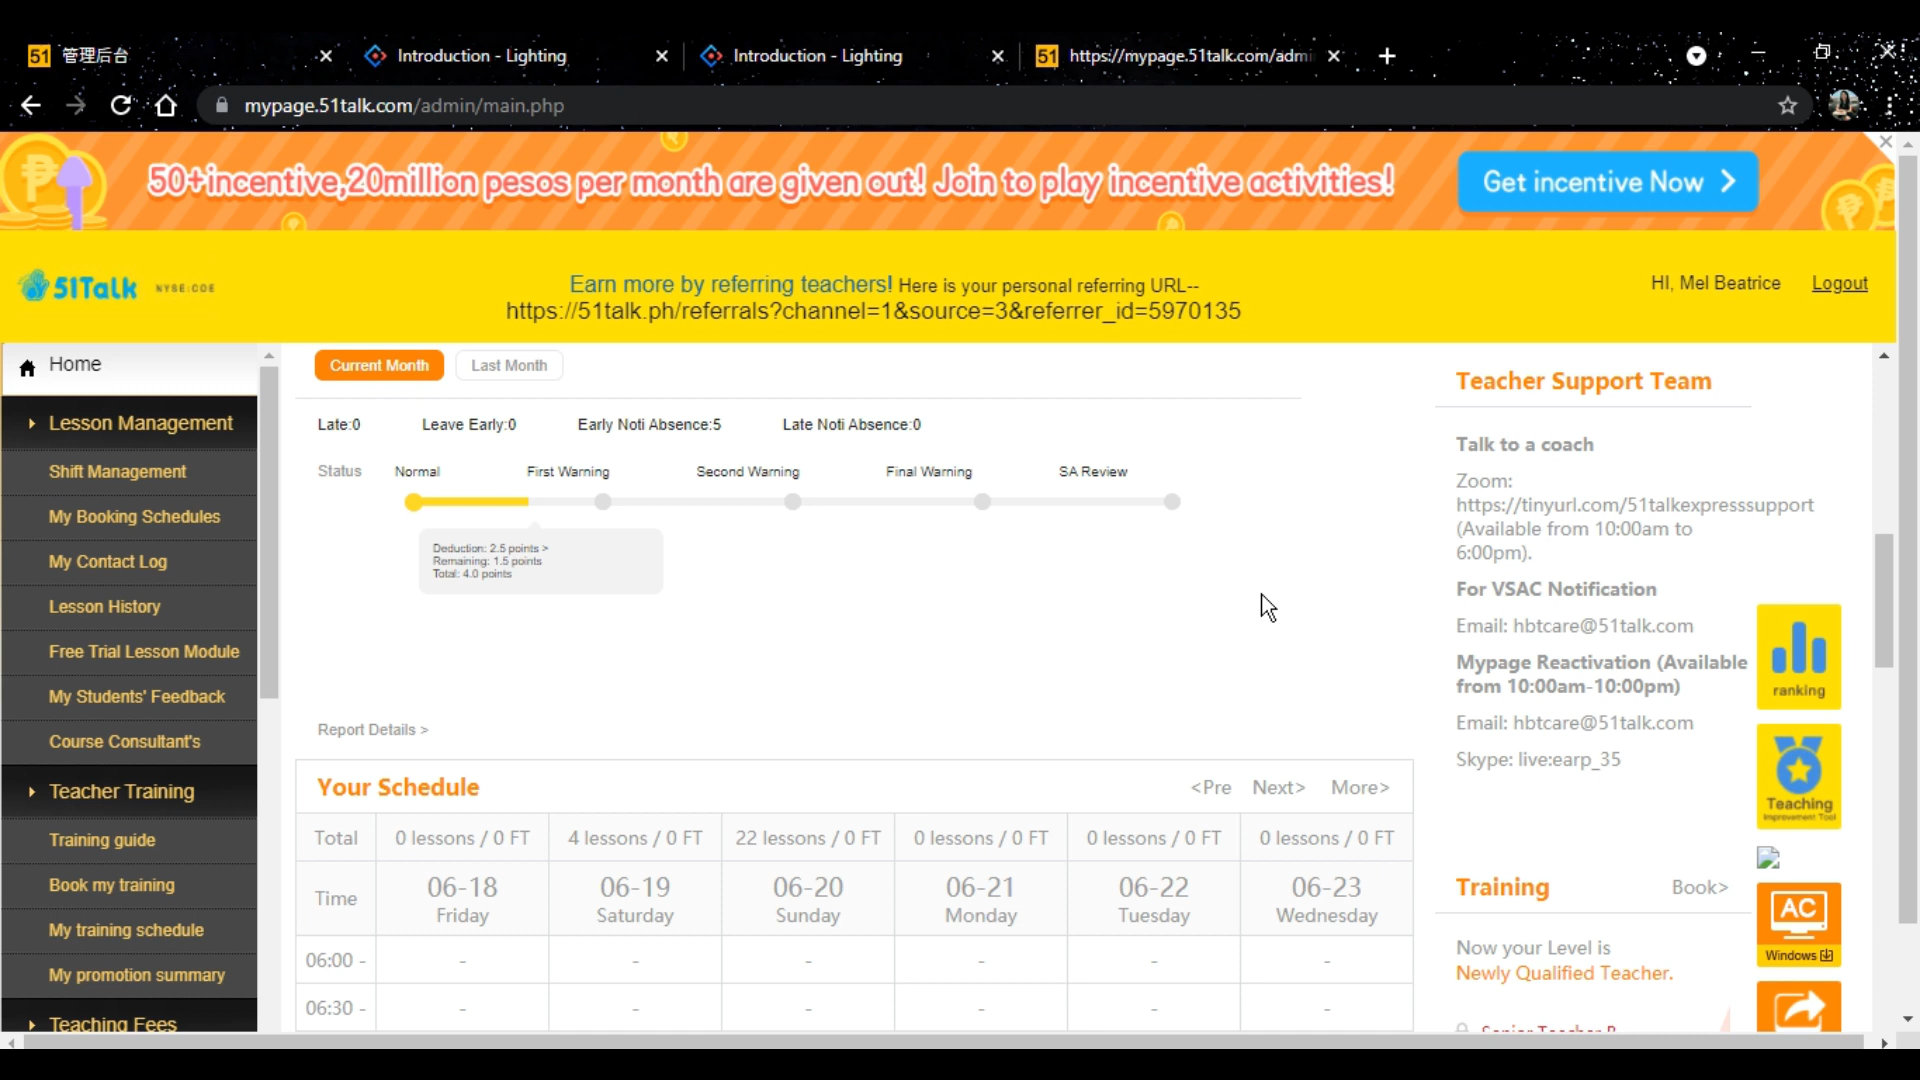 51 管理后台
Introduction - Lighting
Introduction - Lighting
51 https://mypage.51talk.com/admi
mypage.51talk.com/admin/main.php
50+incentive,20million pesos per month are given out! Join to play incentive activities!
Get incentive Now >
51Talk NYSE:COE
Earn more by referring teachers! Here is your personal referring URL--
https://51talk.ph/referrals?channel=1&source=3&referrer_id=5970135
HI, Mel Beatrice Logout
Home
Lesson Management
Shift Management
My Booking Schedules
My Contact Log
Lesson History
Free Trial Lesson Module
My Students' Feedback
Course Consultant's
Teacher Training
Training guide
Book my training
My training schedule
My promotion summary
Teaching Fees
Current Month Last Month
Late:0 Leave Early:0 Early Noti Absence:5 Late Noti Absence:0
Status Normal First Warning Second Warning Final Warning SA Review
Deduction: 2.5 points >
Remaining: 1.5 points
Total: 4.0 points
Report Details >
Your Schedule <Pre Next> More>
Total 0 lessons / 0 FT 4 lessons / 0 FT 22 lessons / 0 FT 0 lessons / 0 FT 0 lessons / 0 FT 0 lessons / 0 FT
Time 06-18 06-19 06-20 06-21 06-22 06-23
Friday Saturday Sunday Monday Tuesday Wednesday
06:00 - - - - - - -
06:30 - - - - - - -
Teacher Support Team
Talk to a coach
Zoom:
https://tinyurl.com/51talkexpresssupport
(Available from 10:00am to
6:00pm).
For VSAC Notification
Email: hbtcare@51talk.com
Mypage Reactivation (Available
from 10:00am-10:00pm)
Email: hbtcare@51talk.com
Skype: live:earp_35
Training Book>
Now your Level is
Newly Qualified Teacher.
Senior Teacher B
ranking
Teaching
Improvement Tool
AC
Windows